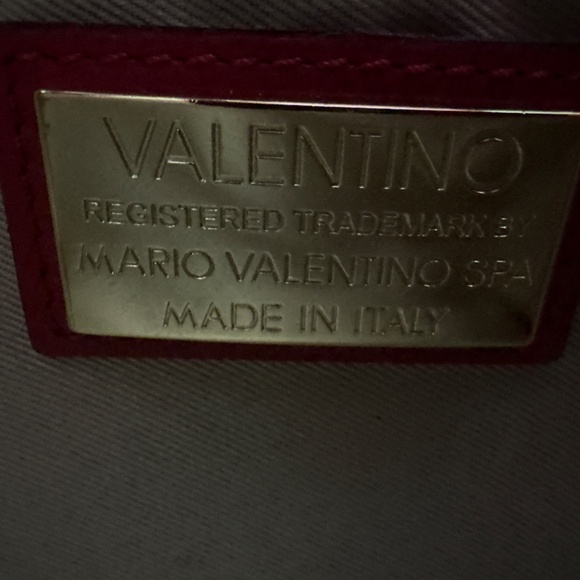 VALENTINO
REGISTERED TRADEMARK BY
MARIO VALENTINO SPA
MADE IN ITALY